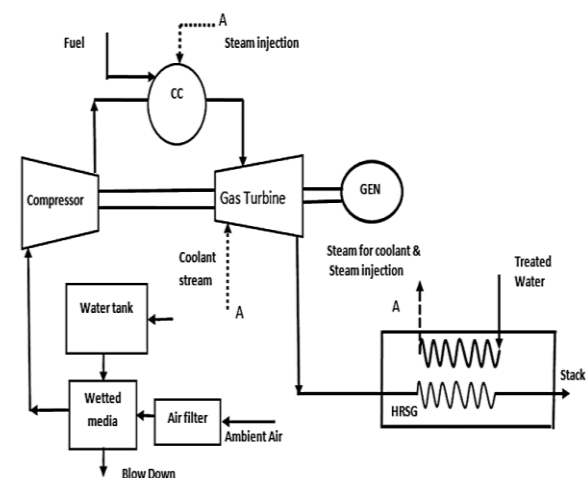 A
Fuel
Steam injection
CC
Compressor
Gas Turbine
GEN
Coolant
stream
A
Steam for coolant &
Steam injection
Treated
Water
A
Water tank
Stack
HRSG
Wetted
media
Air filter
Ambient Air
Blow Down